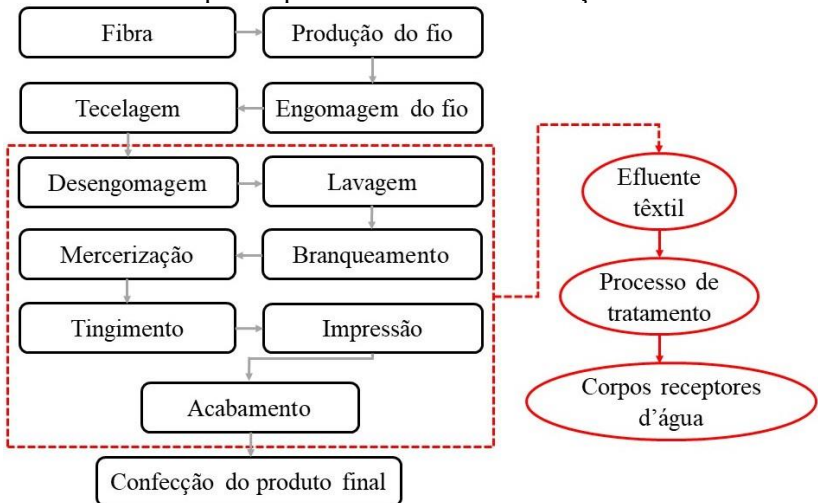 Fibra
Produção do fio
Tecelagem
Engomagem do fio
Desengomagem
Lavagem
Mercerização
Branqueamento
Tingimento
Impressão
Acabamento
Confecção do produto final
Efluente
têxtil
Processo de
tratamento
Corpos receptores
d’água